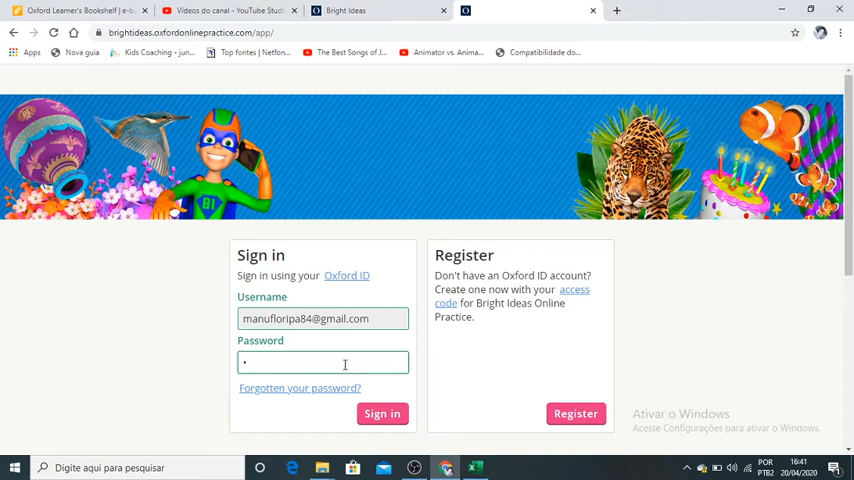 Oxford Learner's Bookshelf | e-b
Vídeos do canal - YouTube Studi
Bright Ideas
brightideas.oxfordonlinepractice.com/app/
Apps
Nova guia
Kids Coaching - jun...
Top fontes | Netfon...
The Best Songs of J...
Animator vs. Anima...
Compatibilidade do...
BI
Sign in
Sign in using your Oxford ID
Username
manufloripa84@gmail.com
Password
•
Forgotten your password?
Sign in
Register
Don't have an Oxford ID account?
Create one now with your access
code for Bright Ideas Online
Practice.
Register
Ativar o Windows
Acesse Configurações para ativar o Windows.
Digite aqui para pesquisar
POR
PTB2
16:41
20/04/2020